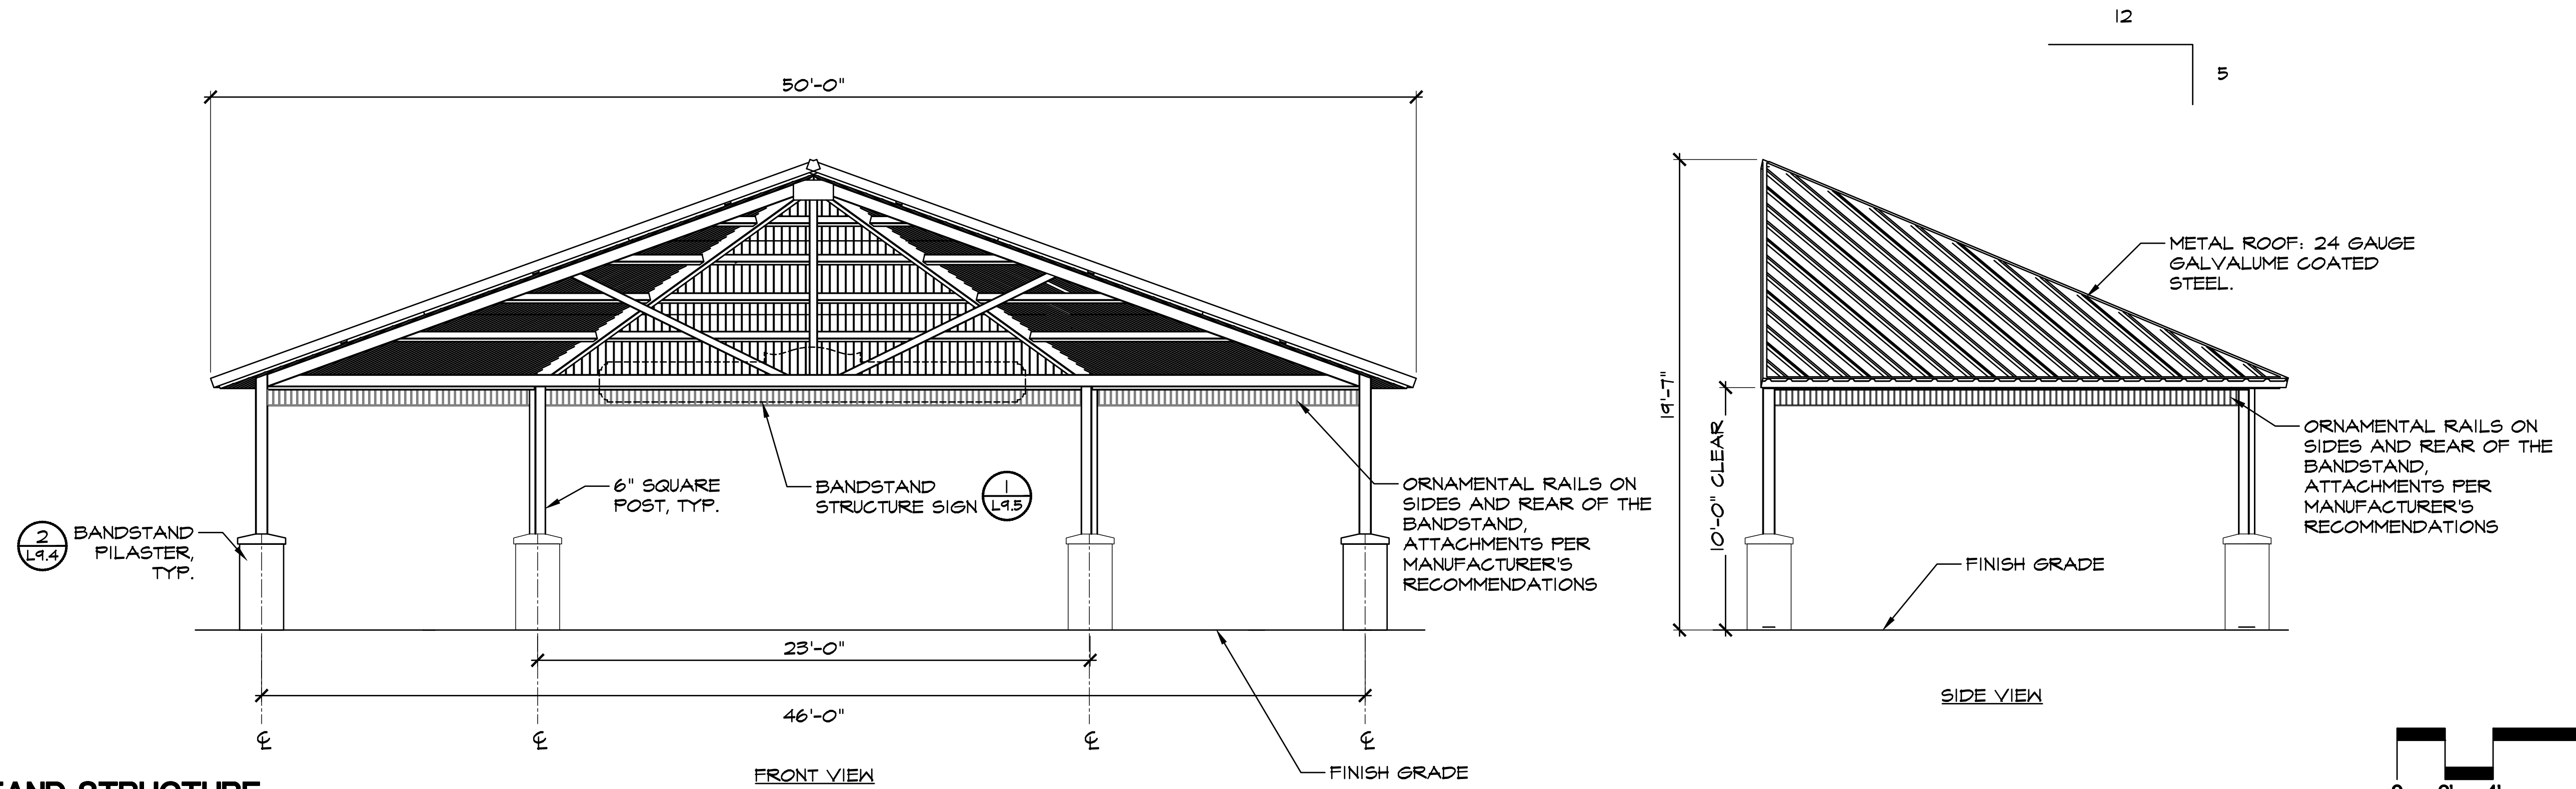 12
5
50'-0"
19'-7"
10'-0" CLEAR
METAL ROOF: 24 GAUGE
GALVALUME COATED
STEEL.
ORNAMENTAL RAILS ON
SIDES AND REAR OF THE
BANDSTAND,
ATTACHMENTS PER
MANUFACTURER'S
RECOMMENDATIONS
6" SQUARE
POST, TYP.
BANDSTAND
STRUCTURE SIGN
1
L9.5
ORNAMENTAL RAILS ON
SIDES AND REAR OF THE
BANDSTAND,
ATTACHMENTS PER
MANUFACTURER'S
RECOMMENDATIONS
2
L9.4
BANDSTAND
PILASTER,
TYP.
FINISH GRADE
23'-0"
46'-0"
℄ ℄ ℄ ℄
SIDE VIEW
FRONT VIEW
FINISH GRADE
STRUCTURE